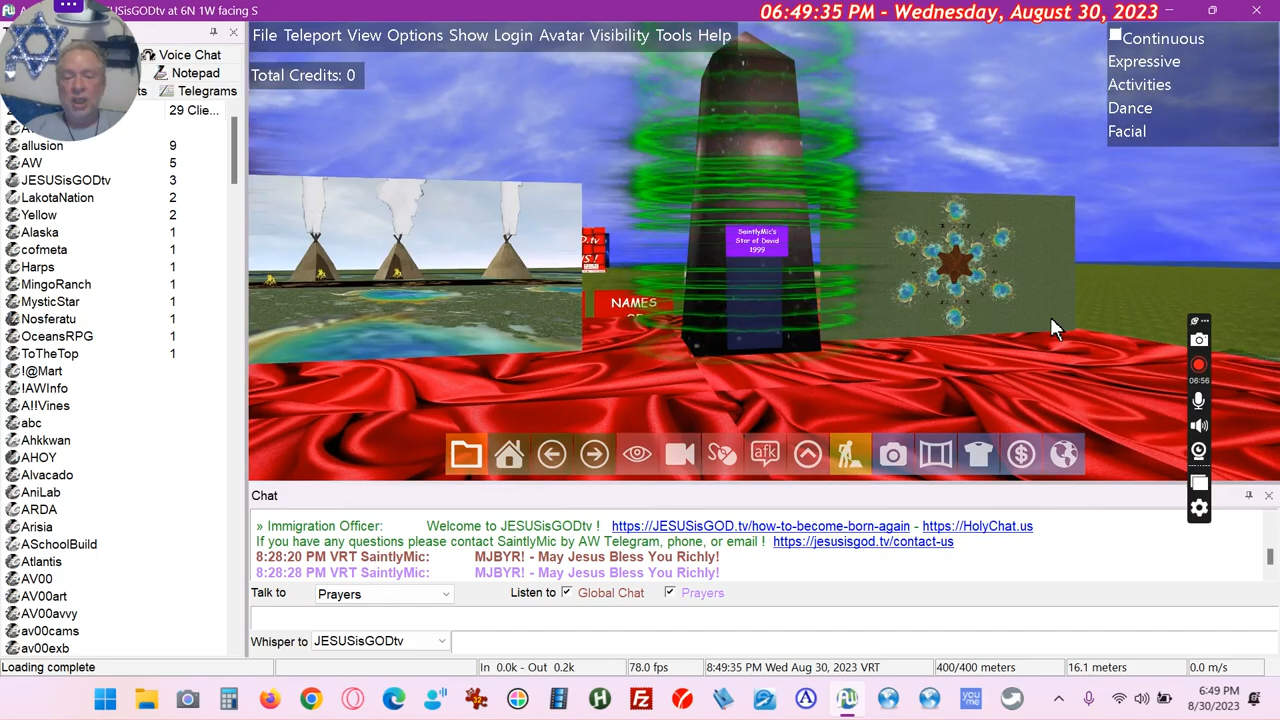 06:49:35 PM - Wednesday, August 30, 2023
USisGODtv at 6N 1W facing S
Voice Chat
Notepad
Telegrams
29 Clie...
allusion 9
AW 5
JESUSisGODtv 3
LakotaNation 2
Yellow 2
Alaska 1
cofmeta 1
Harps 1
MingoRanch 1
MysticStar 1
Nosferatu 1
OceansRPG 1
ToTheTop 1
!@Mart
!AWInfo
A!!Vines
abc
Ahkkwan
AHOY
Alvacado
AniLab
ARDA
Arisia
ASchoolBuild
Atlantis
AV00
AV00art
AV00avvy
av00cams
av00exb
File Teleport View Options Show Login Avatar Visibility Tools Help
Total Credits: 0
Continuous
Expressive
Activities
Dance
Facial
SaintlyMic's
Star of David
1999
NAMES
afk
06:56
Chat
» Immigration Officer: Welcome to JESUSisGODtv ! https://JESUSisGOD.tv/how-to-become-born-again - https://HolyChat.us
If you have any questions please contact SaintlyMic by AW Telegram, phone, or email ! https://jesusisgod.tv/contact-us
8:28:20 PM VRT SaintlyMic: MJBYR! - May Jesus Bless You Richly!
8:28:28 PM VRT SaintlyMic: MJBYR! - May Jesus Bless You Richly!
Talk to Prayers Listen to Global Chat Prayers
Whisper to JESUSisGODtv
Loading complete In 0.0k - Out 0.2k 78.0 fps 8:49:35 PM Wed Aug 30, 2023 VRT 400/400 meters 16.1 meters 0.0 m/s
YOU
ME
6:49 PM
8/30/2023